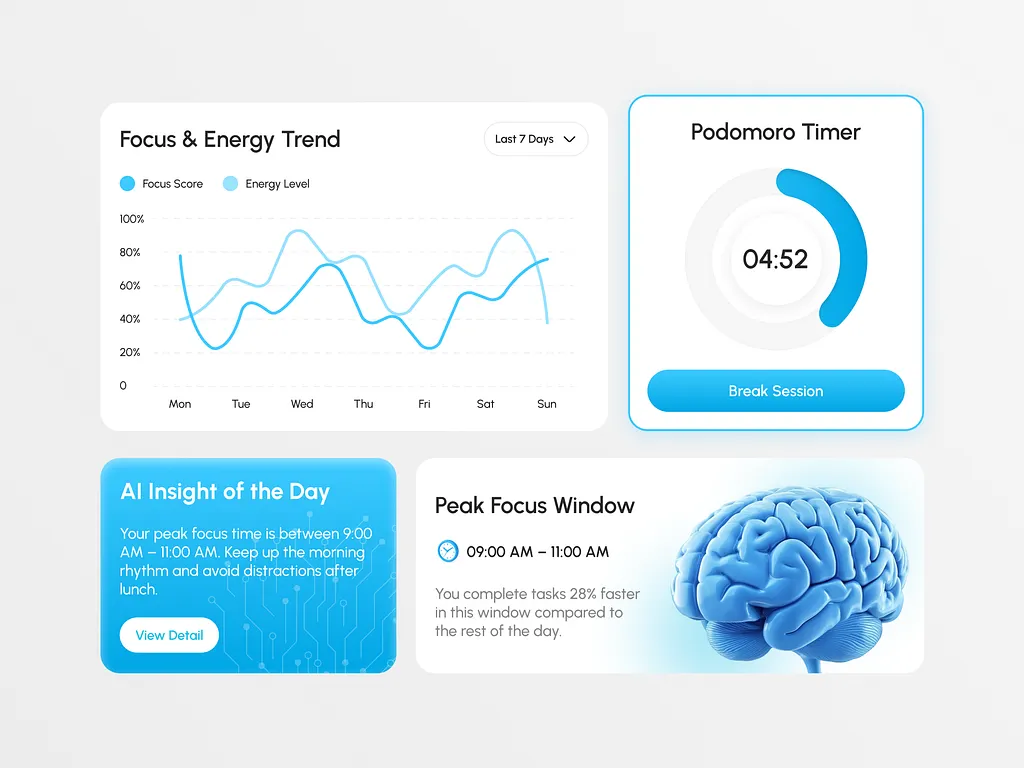 Focus & Energy Trend
Last 7 Days
Focus Score
Energy Level
100%
80%
60%
40%
20%
0
Mon
Tue
Wed
Thu
Fri
Sat
Sun
Podomoro Timer
04:52
Break Session
AI Insight of the Day
Your peak focus time is between 9:00
AM – 11:00 AM. Keep up the morning
rhythm and avoid distractions after
lunch.
View Detail
Peak Focus Window
09:00 AM – 11:00 AM
You complete tasks 28% faster
in this window compared to
the rest of the day.